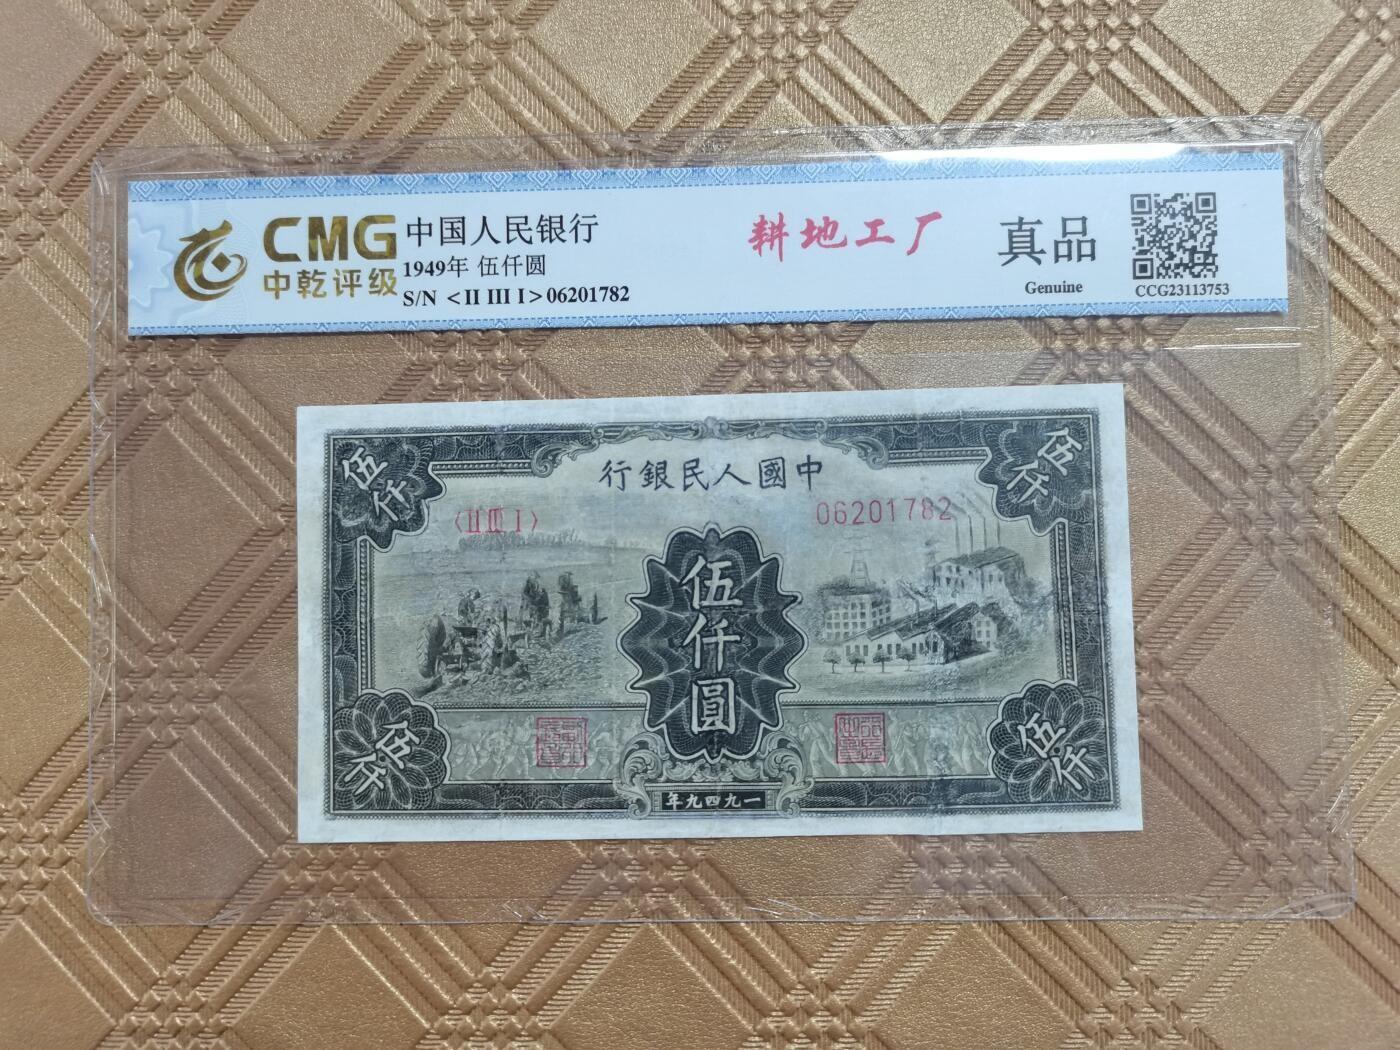 CMG
中乾评级
中国人民银行
1949年 伍仟圆
S/N <II III I>06201782
耕地工厂
真品
Genuine
CCG23113753
伍仟
伍仟
行銀民人國中
〈II III I〉
06201782
伍仟圓
伍仟
伍仟
年九四九一